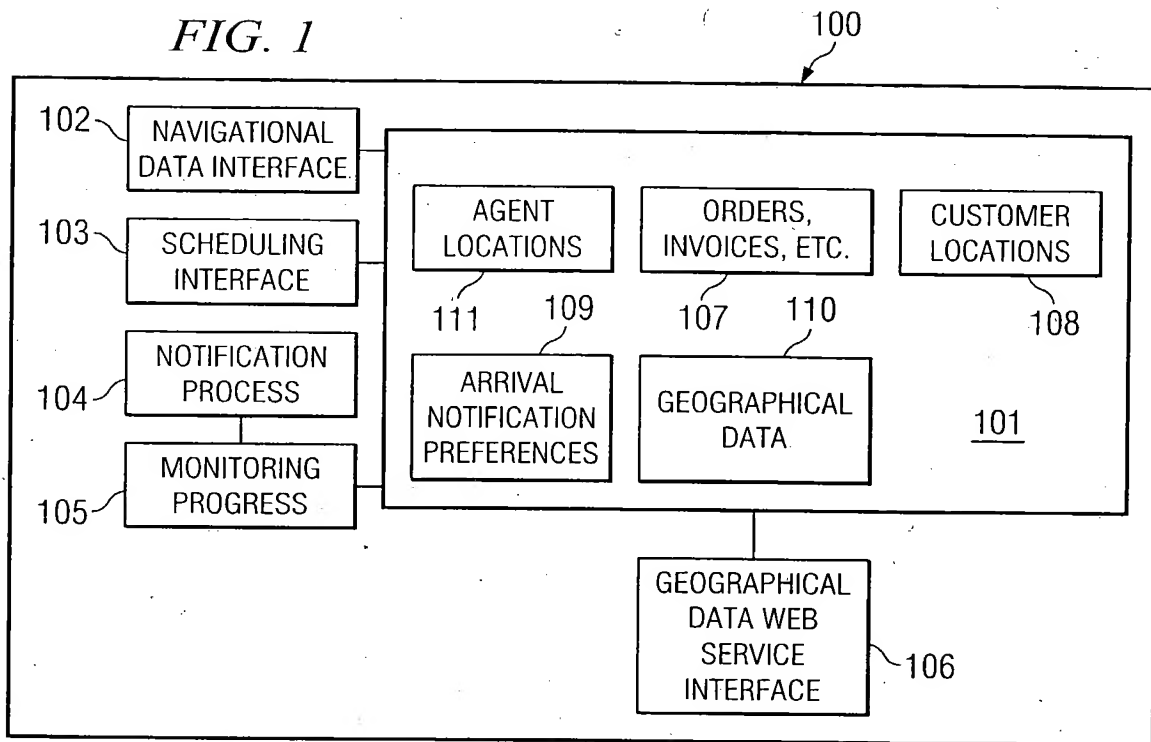 FIG. 1
100
102
NAVIGATIONAL
DATA INTERFACE
103
SCHEDULING
INTERFACE
104
NOTIFICATION
PROCESS
105
MONITORING
PROGRESS
AGENT
LOCATIONS
111
ORDERS,
INVOICES, ETC.
107
CUSTOMER
LOCATIONS
108
109
ARRIVAL
NOTIFICATION
PREFERENCES
110
GEOGRAPHICAL
DATA
101
GEOGRAPHICAL
DATA WEB
SERVICE
INTERFACE
106